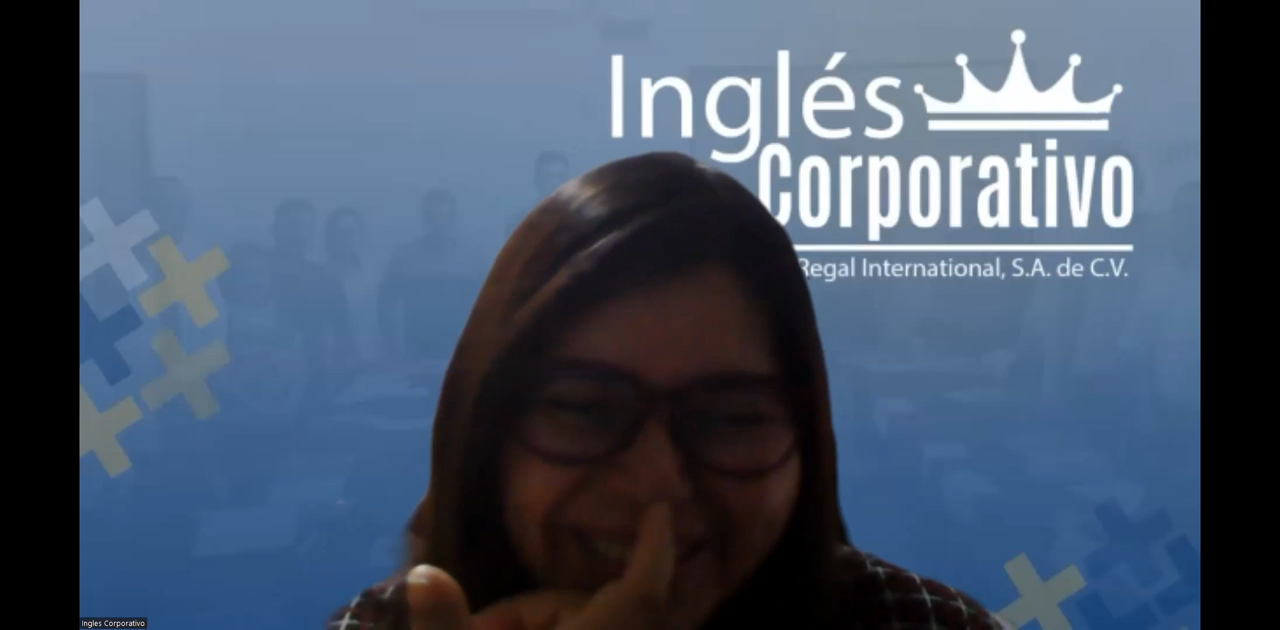 Inglés
Corporativo
Regal International, S.A. de C.V.
Ingles Corporativo